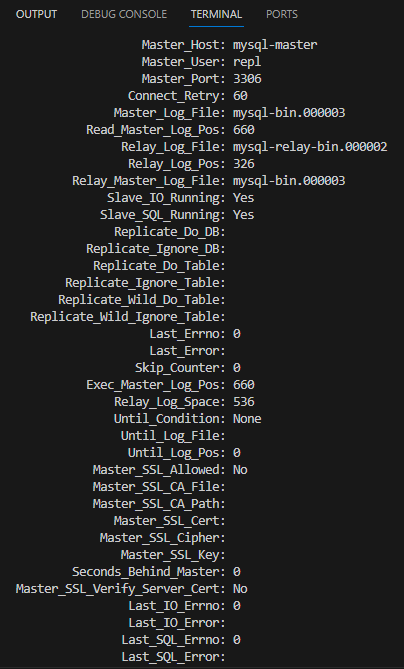 OUTPUT DEBUG CONSOLE TERMINAL PORTS
Master_Host: mysql-master
Master_User: repl
Master_Port: 3306
Connect_Retry: 60
Master_Log_File: mysql-bin.000003
Read_Master_Log_Pos: 660
Relay_Log_File: mysql-relay-bin.000002
Relay_Log_Pos: 326
Relay_Master_Log_File: mysql-bin.000003
Slave_IO_Running: Yes
Slave_SQL_Running: Yes
Replicate_Do_DB:
Replicate_Ignore_DB:
Replicate_Do_Table:
Replicate_Ignore_Table:
Replicate_Wild_Do_Table:
Replicate_Wild_Ignore_Table:
Last_Errno: 0
Last_Error:
Skip_Counter: 0
Exec_Master_Log_Pos: 660
Relay_Log_Space: 536
Until_Condition: None
Until_Log_File:
Until_Log_Pos: 0
Master_SSL_Allowed: No
Master_SSL_CA_File:
Master_SSL_CA_Path:
Master_SSL_Cert:
Master_SSL_Cipher:
Master_SSL_Key:
Seconds_Behind_Master: 0
Master_SSL_Verify_Server_Cert: No
Last_IO_Errno: 0
Last_IO_Error:
Last_SQL_Errno: 0
Last_SQL_Error: